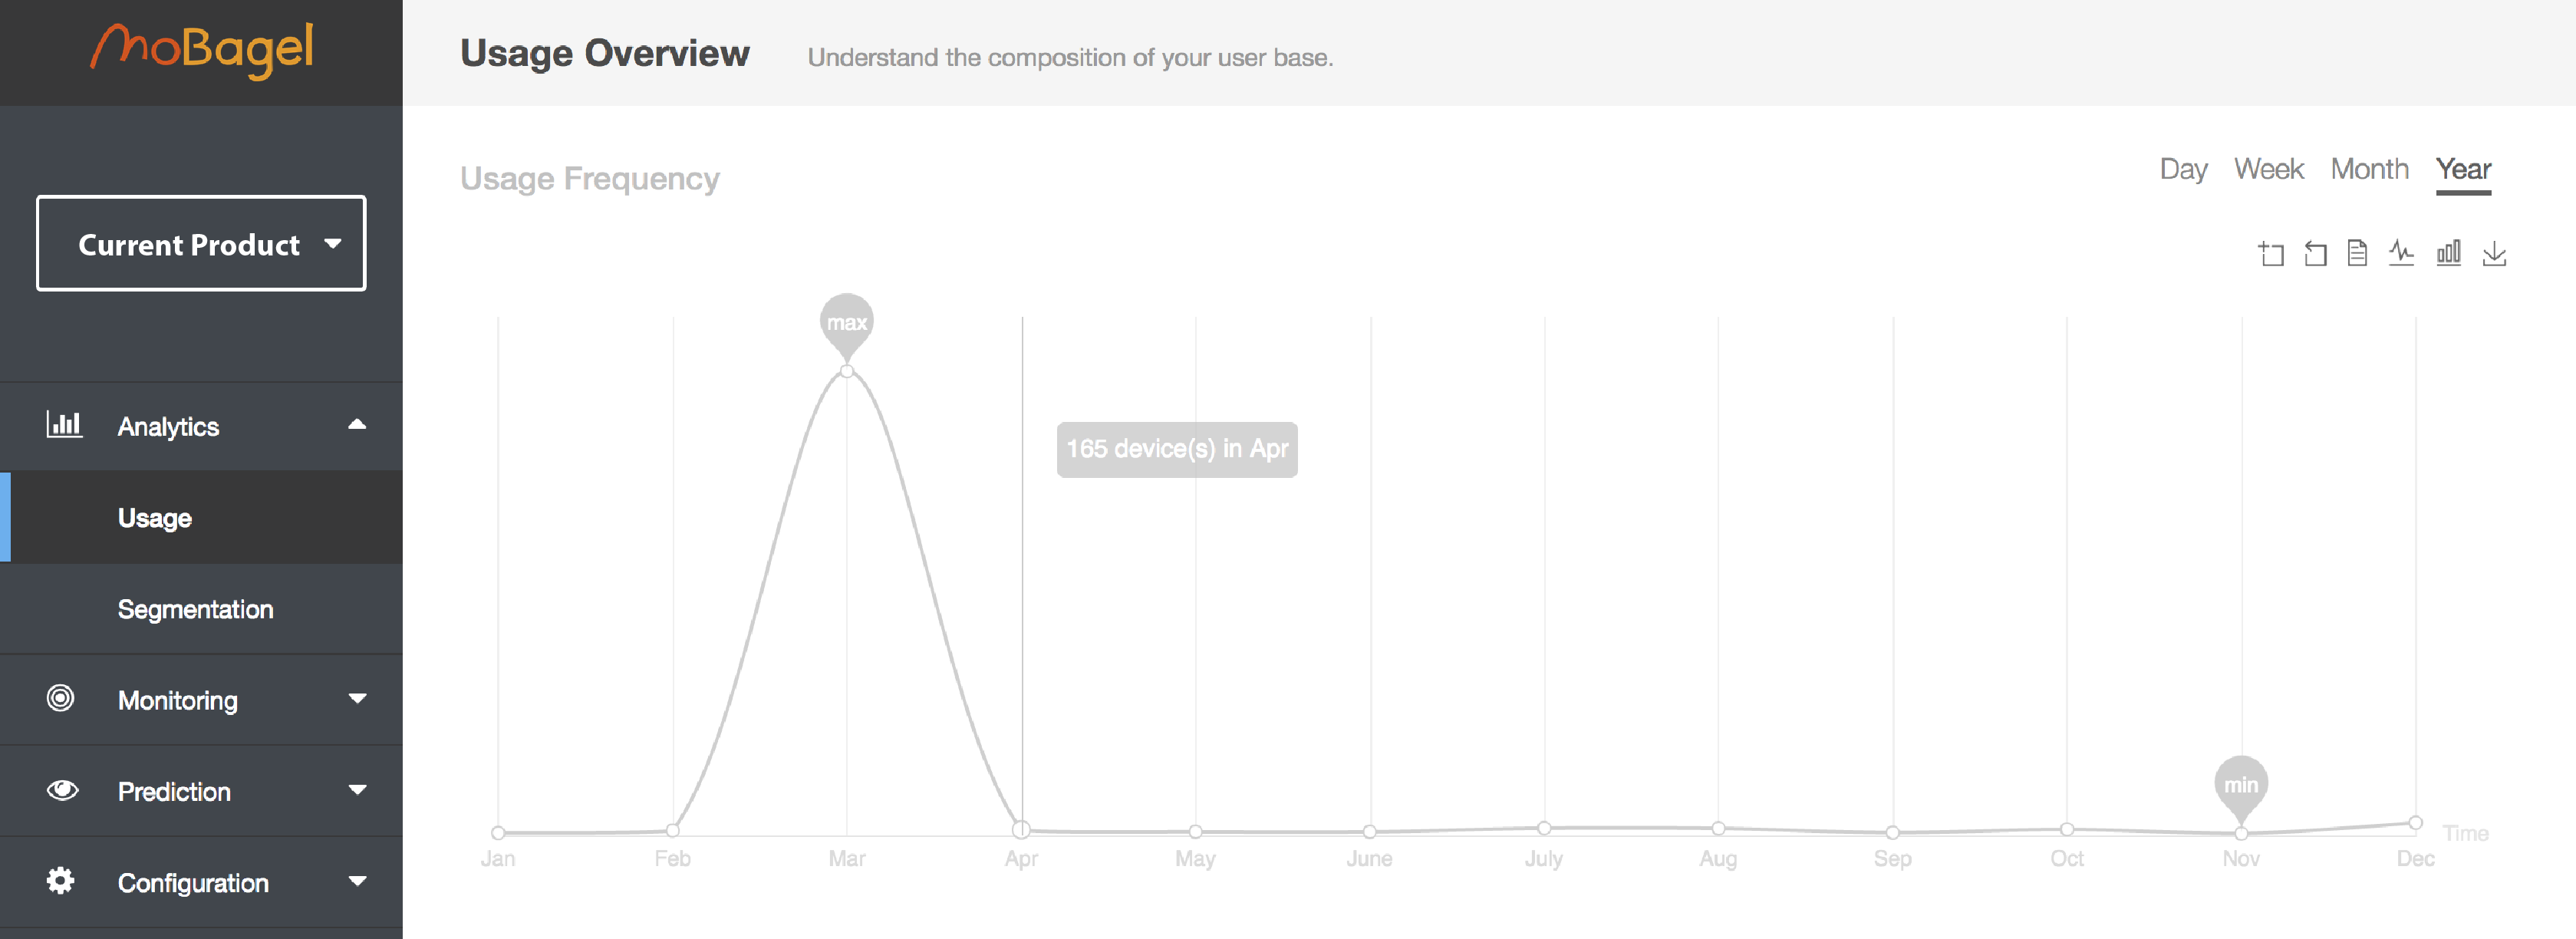 MoBagel
Usage Overview
Understand the composition of your user base.
Current Product
Analytics
Usage
Segmentation
Monitoring
Prediction
Configuration
Usage Frequency
Day Week Month Year
max
165 device(s) in Apr
min
Time
Jan Feb Mar Apr May June July Aug Sep Oct Nov Dec